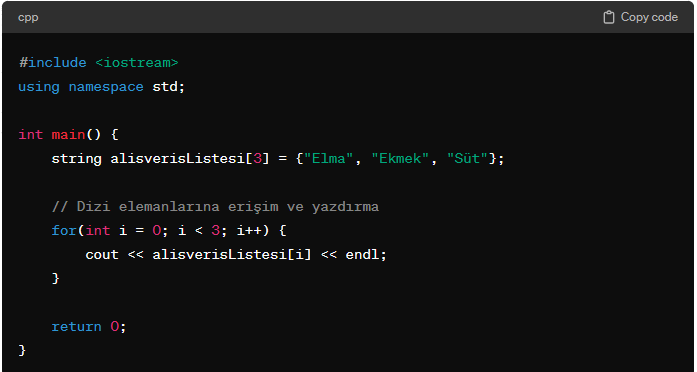 cpp
Copy code
#include <iostream>
using namespace std;
int main() {
    string alisverisListesi[3] = {"Elma", "Ekmek", "Süt"};
    // Dizi elemanlarına erişim ve yazdırma
    for(int i = 0; i < 3; i++) {
        cout << alisverisListesi[i] << endl;
    }
    return 0;
}